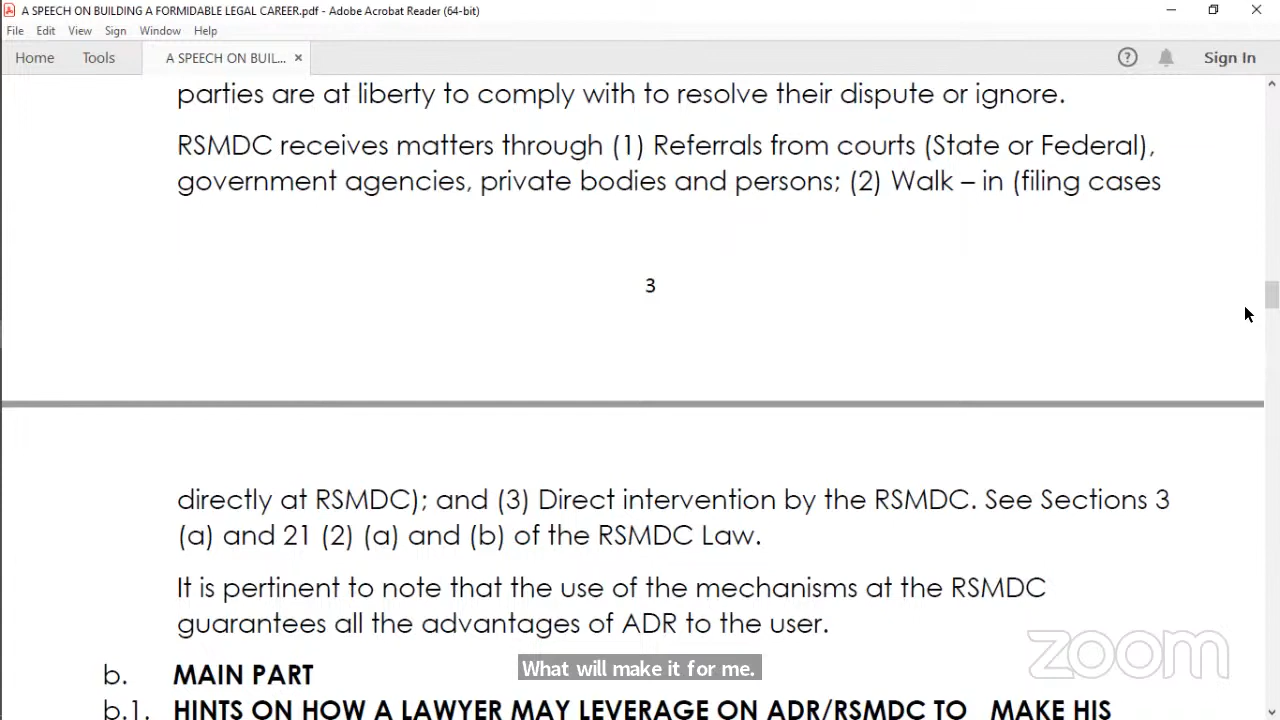 A SPEECH ON BUILDING A FORMIDABLE LEGAL CAREER.pdf - Adobe Acrobat Reader (64-bit)
File Edit View Sign Window Help
Home Tools A SPEECH ON BUIL... × ? Sign In
parties are at liberty to comply with to resolve their dispute or ignore.
RSMDC receives matters through (1) Referrals from courts (State or Federal),
government agencies, private bodies and persons; (2) Walk – in (filing cases
3
directly at RSMDC); and (3) Direct intervention by the RSMDC. See Sections 3
(a) and 21 (2) (a) and (b) of the RSMDC Law.
It is pertinent to note that the use of the mechanisms at the RSMDC
guarantees all the advantages of ADR to the user.
zoom
b. MAIN PART
What will make it for me.
b.1. HINTS ON HOW A LAWYER MAY LEVERAGE ON ADR/RSMDC TO MAKE HIS